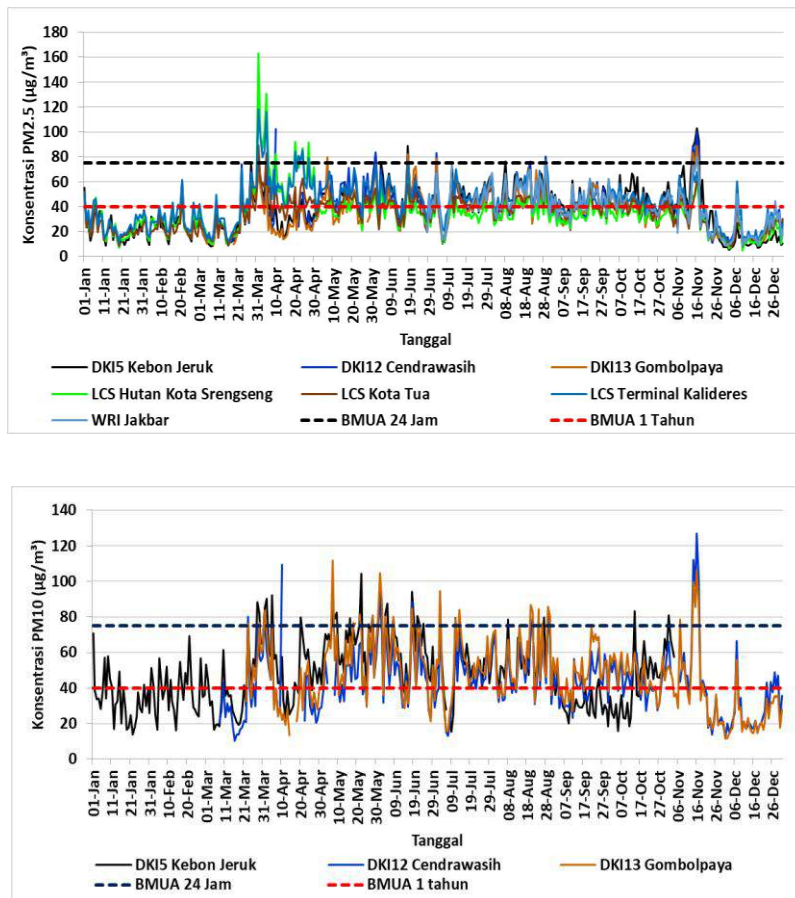 Konsentrasi PM2.5 (µg/m³)
180
160
140
120
100
80
60
40
20
0
01-Jan
11-Jan
21-Jan
31-Jan
10-Feb
20-Feb
01-Mar
11-Mar
21-Mar
31-Mar
10-Apr
20-Apr
30-Apr
10-May
20-May
30-May
09-Jun
19-Jun
29-Jun
09-Jul
19-Jul
29-Jul
08-Aug
18-Aug
28-Aug
07-Sep
17-Sep
27-Sep
07-Oct
17-Oct
27-Oct
06-Nov
16-Nov
26-Nov
06-Dec
16-Dec
26-Dec
Tanggal
DKI5 Kebon Jeruk DKI12 Cendrawasih DKI13 Gombolpaya
LCS Hutan Kota Srengseng LCS Kota Tua LCS Terminal Kalideres
WRI Jakbar BMUA 24 Jam BMUA 1 Tahun
Konsentrasi PM10 (µg/m³)
140
120
100
80
60
40
20
0
01-Jan
11-Jan
21-Jan
31-Jan
10-Feb
20-Feb
01-Mar
11-Mar
21-Mar
31-Mar
10-Apr
20-Apr
30-Apr
10-May
20-May
30-May
09-Jun
19-Jun
29-Jun
09-Jul
19-Jul
29-Jul
08-Aug
18-Aug
28-Aug
07-Sep
17-Sep
27-Sep
07-Oct
17-Oct
27-Oct
06-Nov
16-Nov
26-Nov
06-Dec
16-Dec
26-Dec
Tanggal
DKI5 Kebon Jeruk DKI12 Cendrawasih DKI13 Gombolpaya
BMUA 24 Jam BMUA 1 tahun